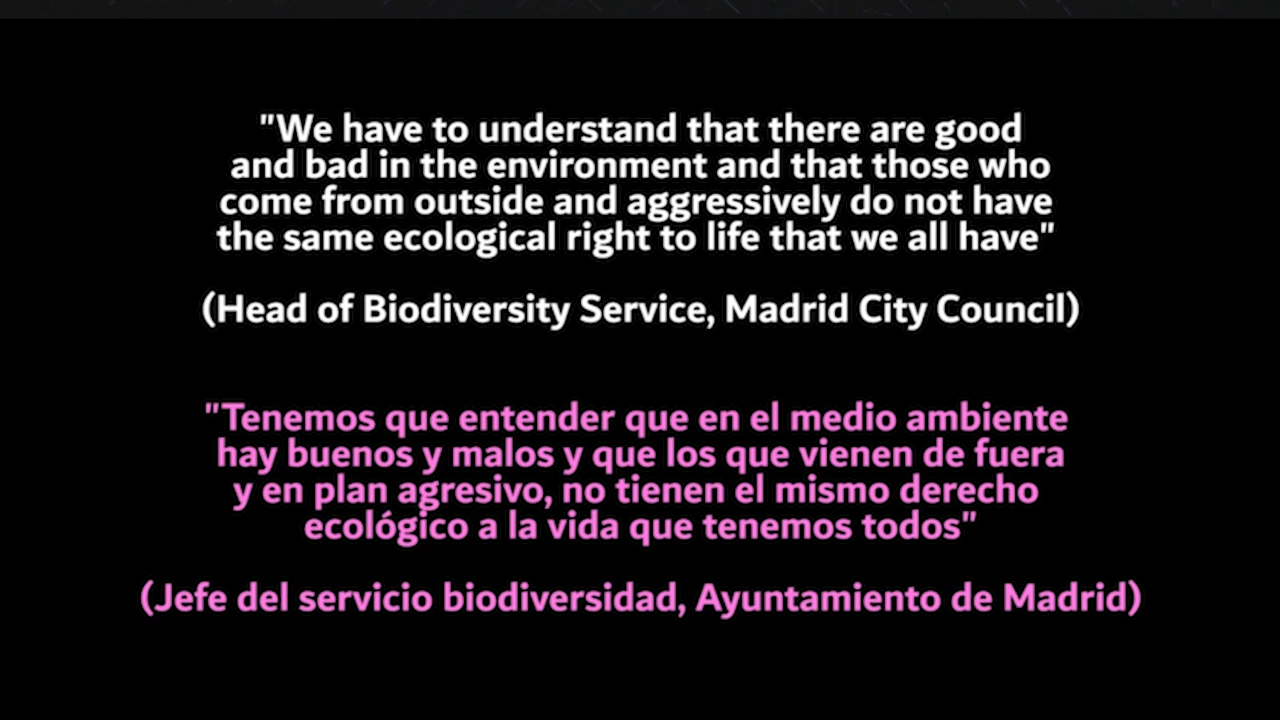 "We have to understand that there are good
and bad in the environment and that those who
come from outside and aggressively do not have
the same ecological right to life that we all have"
(Head of Biodiversity Service, Madrid City Council)
"Tenemos que entender que en el medio ambiente
hay buenos y malos y que los que vienen de fuera
y en plan agresivo, no tienen el mismo derecho
ecológico a la vida que tenemos todos"
(Jefe del servicio biodiversidad, Ayuntamiento de Madrid)